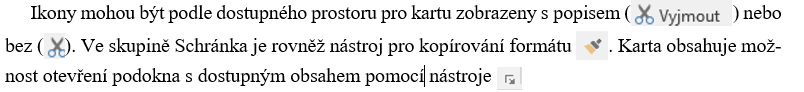 Ikony mohou být podle dostupného prostoru pro kartu zobrazeny s popisem ( Vyjmout ) nebo
bez ( ). Ve skupině Schránka je rovněž nástroj pro kopírování formátu . Karta obsahuje mož-
nost otevření podokna s dostupným obsahem pomocí nástroje